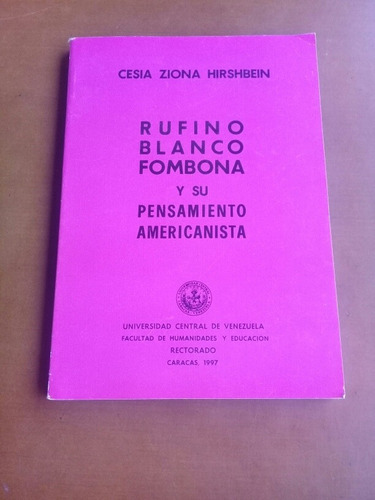 CESIA ZIONA HIRSHBEIN
RUFINO
BLANCO
FOMBONA
Y SU
PENSAMIENTO
AMERICANISTA
UNIVERSIDAD CENTRAL DE VENEZUELA
FACULTAD DE HUMANIDADES Y EDUCACION
RECTORADO
CARACAS, 1997